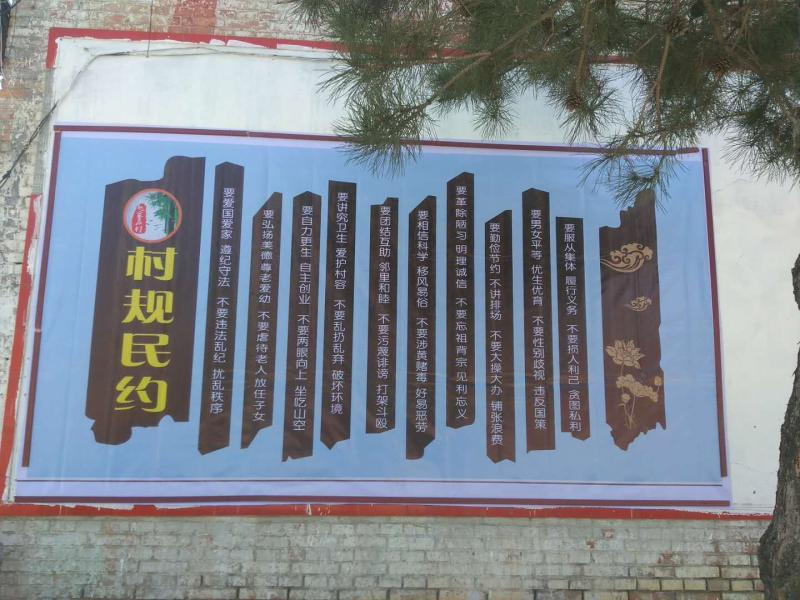 村规民约
要爱国爱家 遵纪守法 不要违法乱纪 扰乱秩序
要弘扬美德 尊老爱幼 不要虐待老人 放任子女
要自力更生 自主创业 不要两眼向上 坐吃山空
要讲究卫生 爱护村容 不要乱扔乱弃 破坏环境
要团结互助 邻里和睦 不要污蔑诽谤 打架斗殴
要相信科学 移风易俗 不要涉黄赌毒 好易恶劳
要革除陋习 明理诚信 不要忘祖背宗 见利忘义
要勤俭节约 不讲排场 不要大操大办 铺张浪费
要男女平等 优生优育 不要性别歧视 违反国策
要服从集体 履行义务 不要损人利己 贪图私利